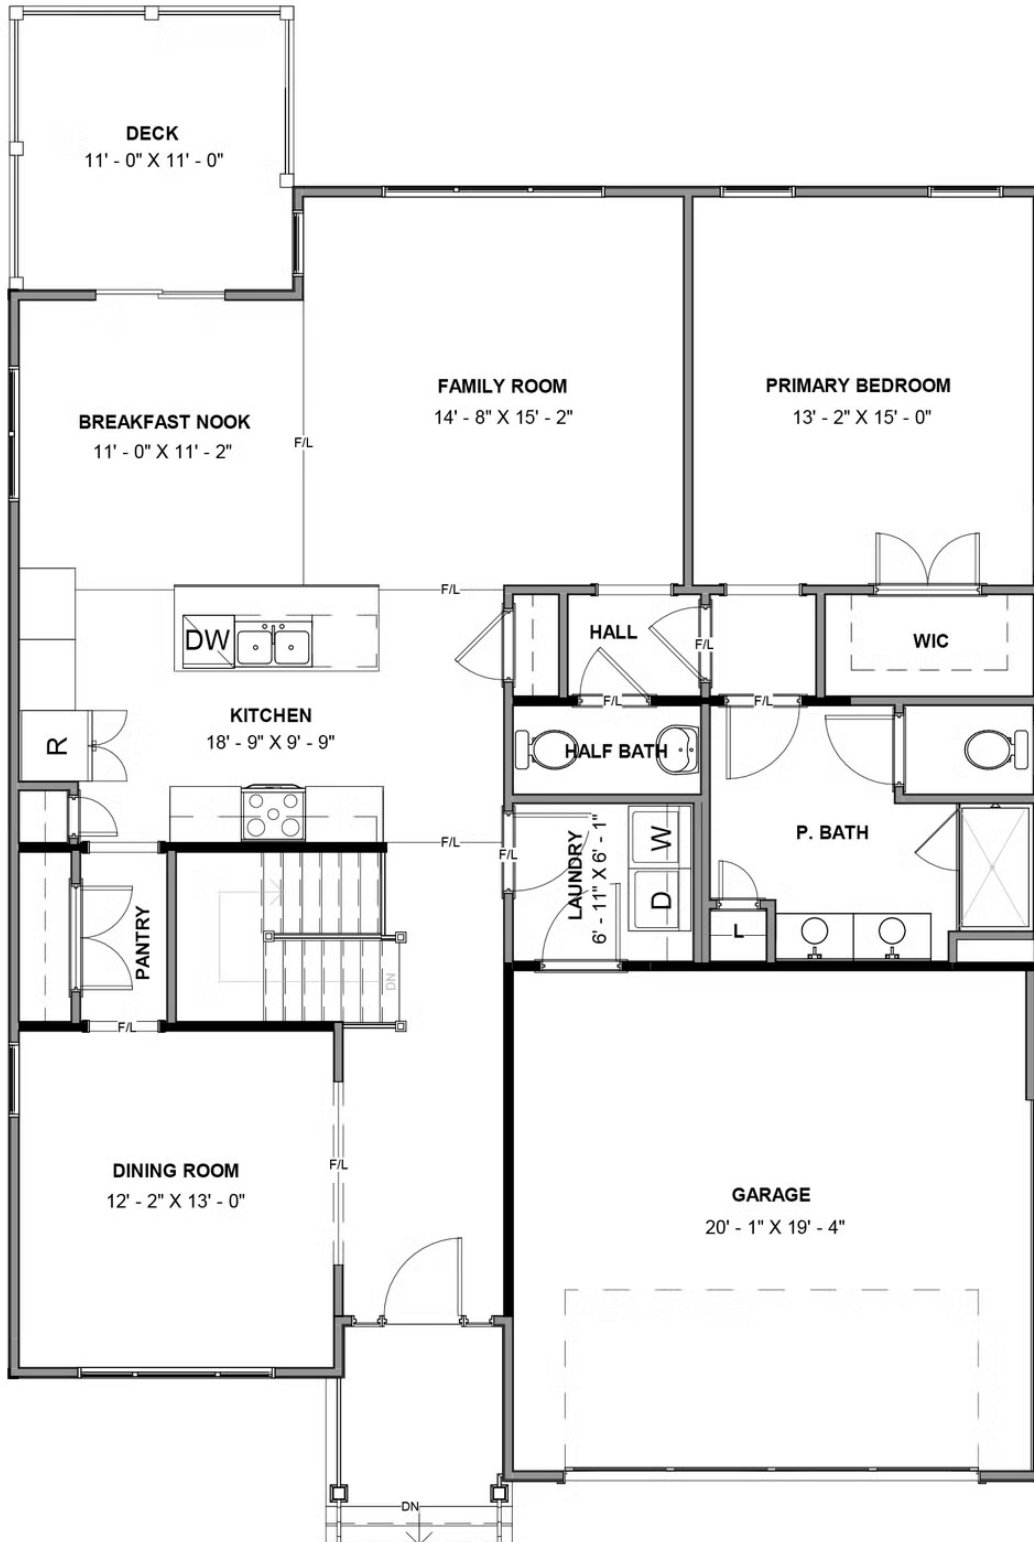 DECK
11' - 0" X 11' - 0"
FAMILY ROOM
14' - 8" X 15' - 2"
PRIMARY BEDROOM
13' - 2" X 15' - 0"
BREAKFAST NOOK
11' - 0" X 11' - 2"
F/L
F/L
HALL
F/L
WIC
DW
F/L
F/L
KITCHEN
18' - 9" X 9' - 9"
R
HALF BATH
P. BATH
F/L
F/L
LAUNDRY
6' - 11" X 6' - 1"
W
D
L
PANTRY
DN
F/L
DINING ROOM
12' - 2" X 13' - 0"
F/L
GARAGE
20' - 1" X 19' - 4"
DN